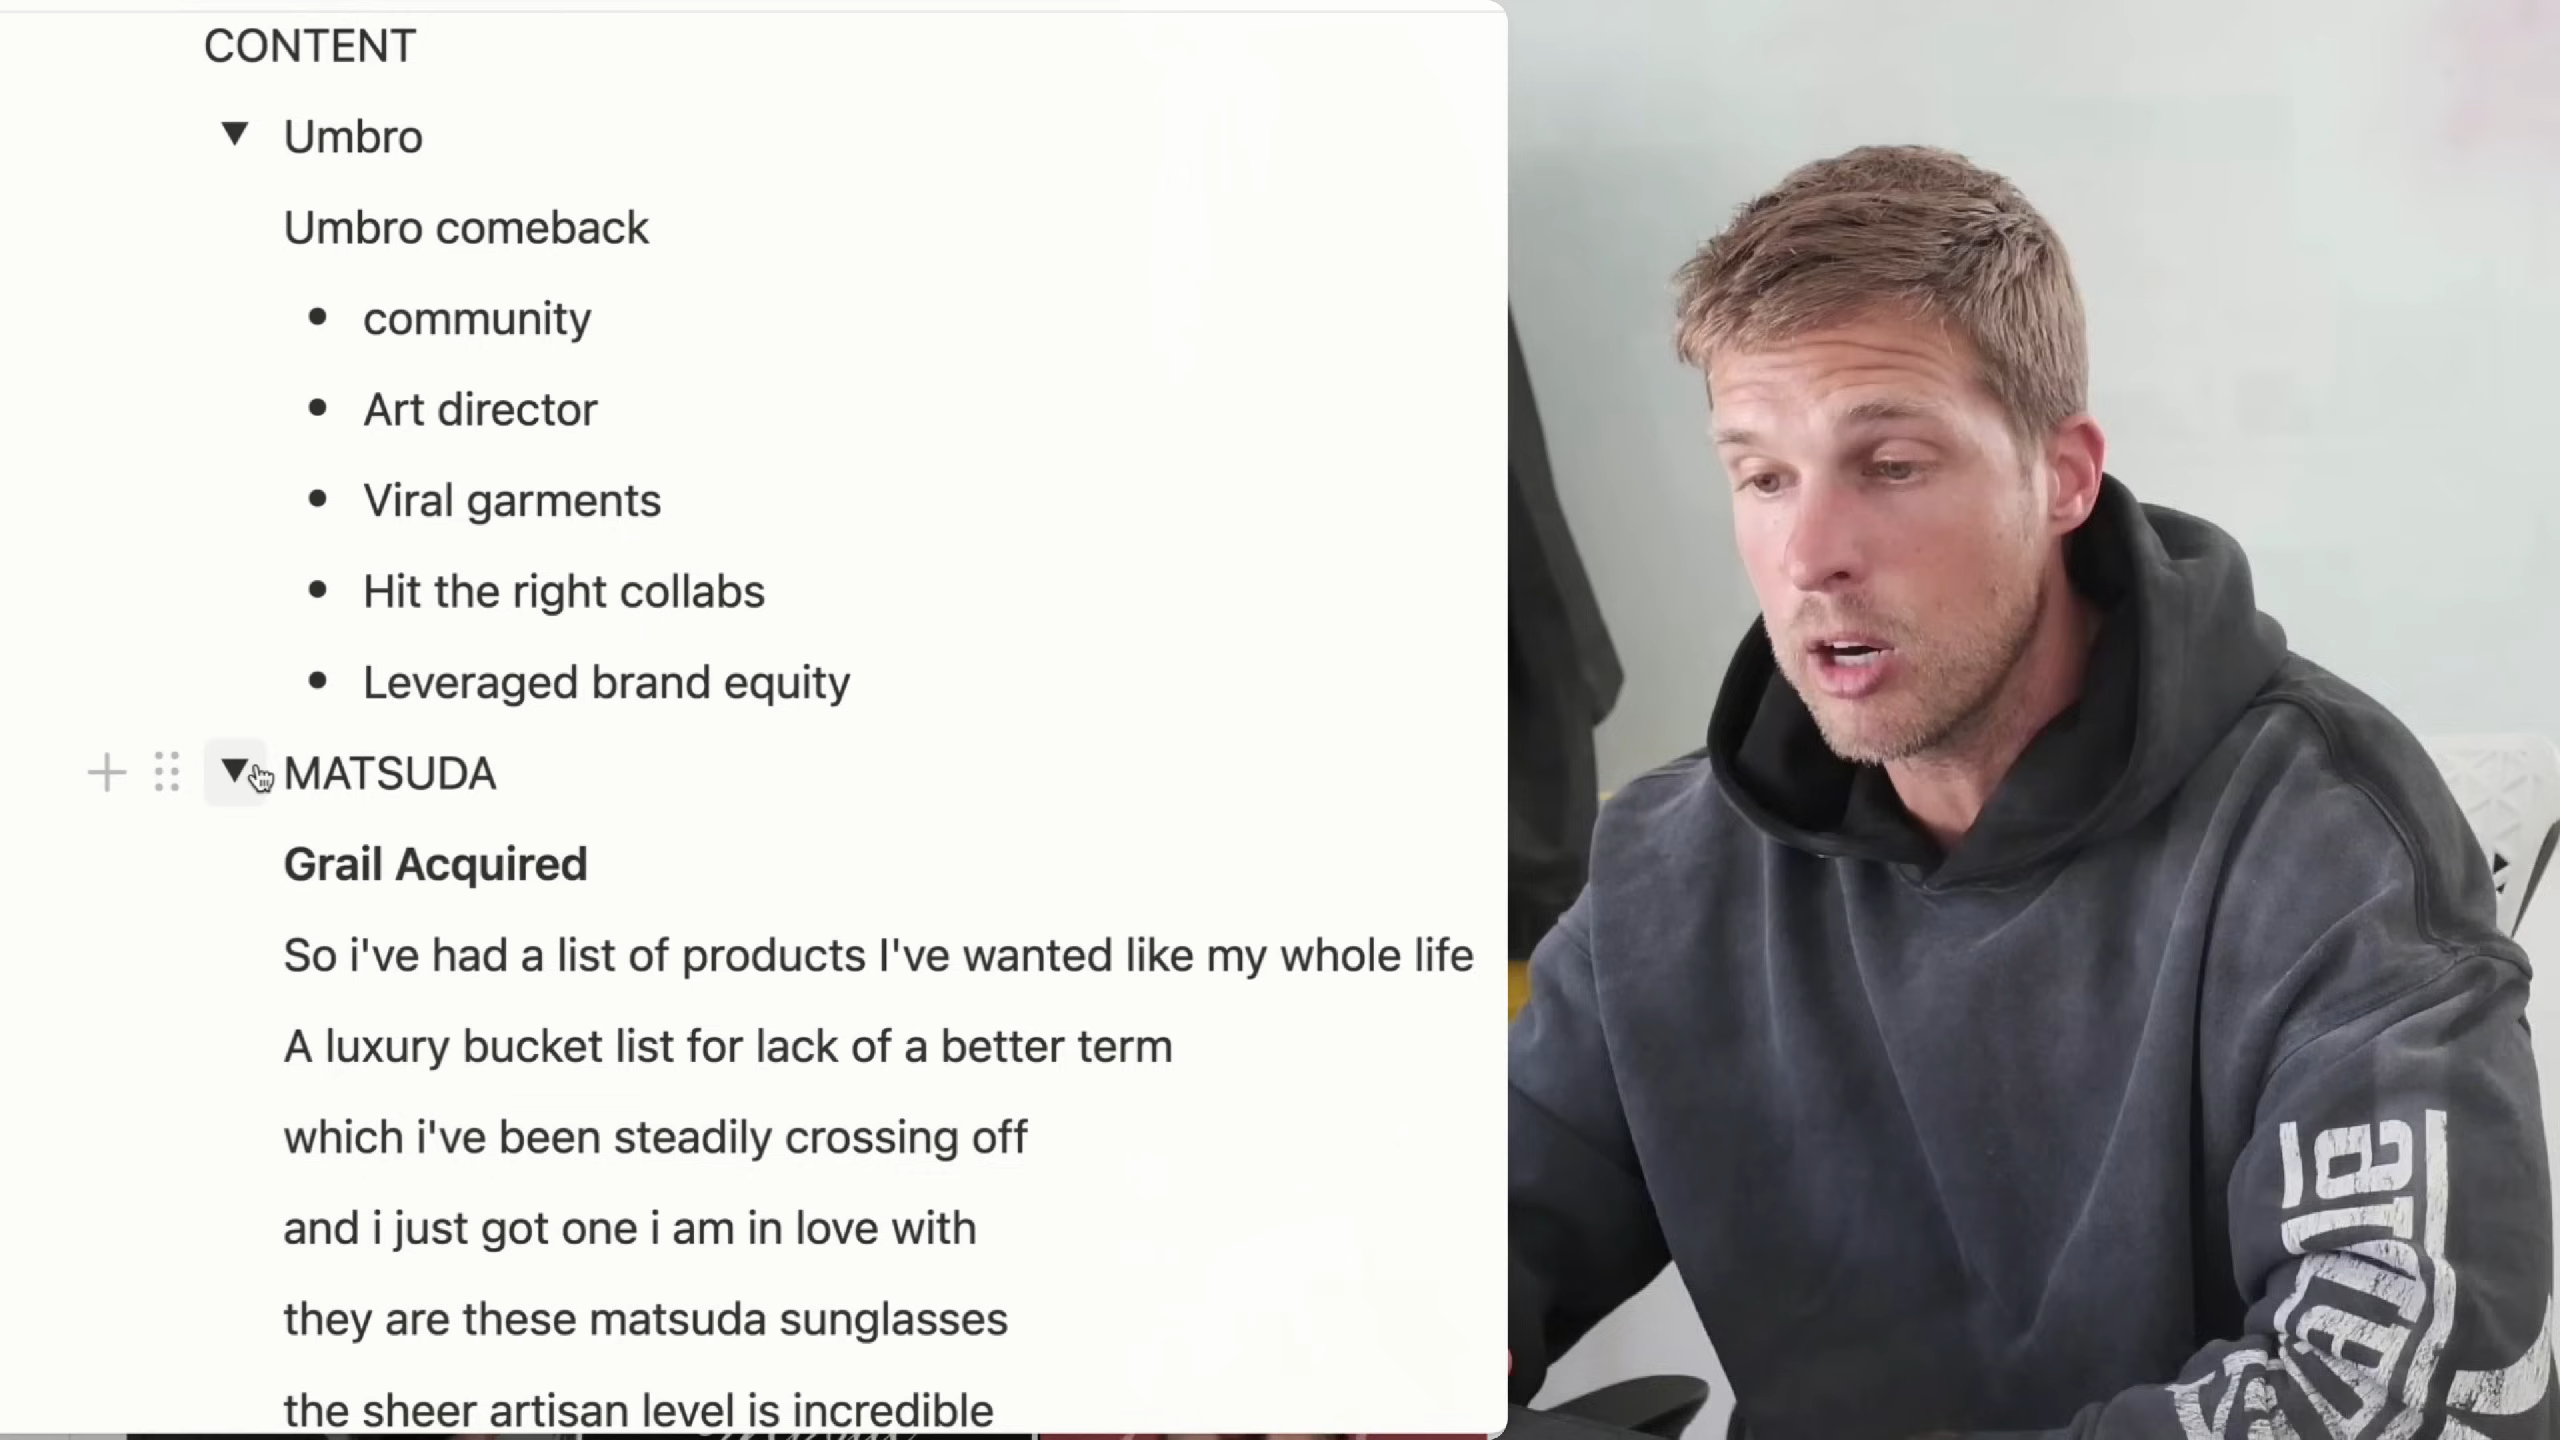 CONTENT
Umbro
Umbro comeback
community
Art director
Viral garments
Hit the right collabs
Leveraged brand equity
MATSUDA
Grail Acquired
So i've had a list of products I've wanted like my whole life
A luxury bucket list for lack of a better term
which i've been steadily crossing off
and i just got one i am in love with
they are these matsuda sunglasses
the sheer artisan level is incredible